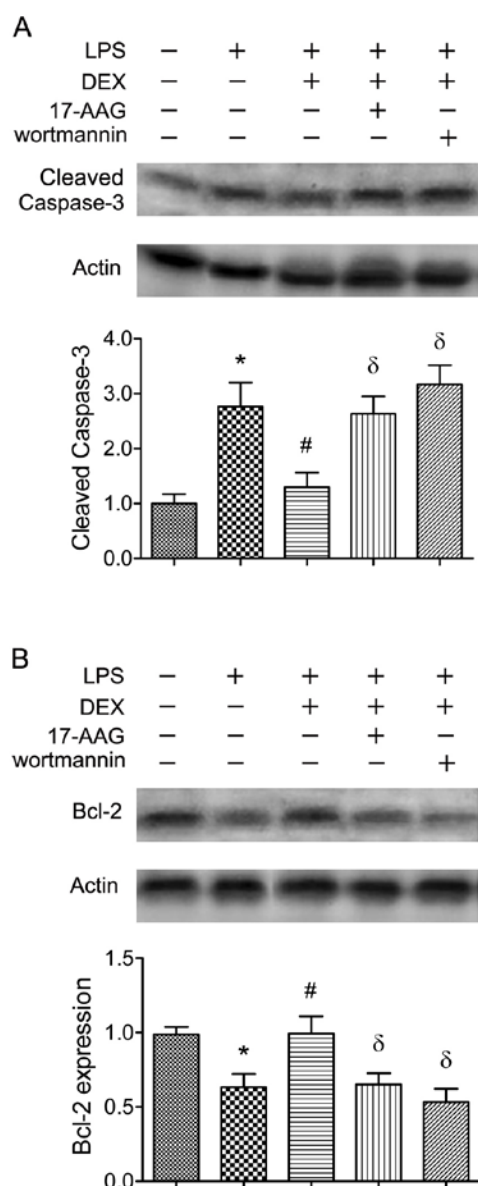 A
LPS − + + + +
DEX − − + + +
17-AAG − − − + −
wortmannin − − − − +
Cleaved
Caspase-3
Actin
Cleaved Caspase-3
4.0
3.0
1.0
0.0
*
#
δ
δ
B
LPS − + + + +
DEX − − + + +
17-AAG − − − + −
wortmannin − − − − +
Bcl-2
Actin
Bcl-2 expression
1.5
1.0
0.5
0.0
*
#
δ
δ